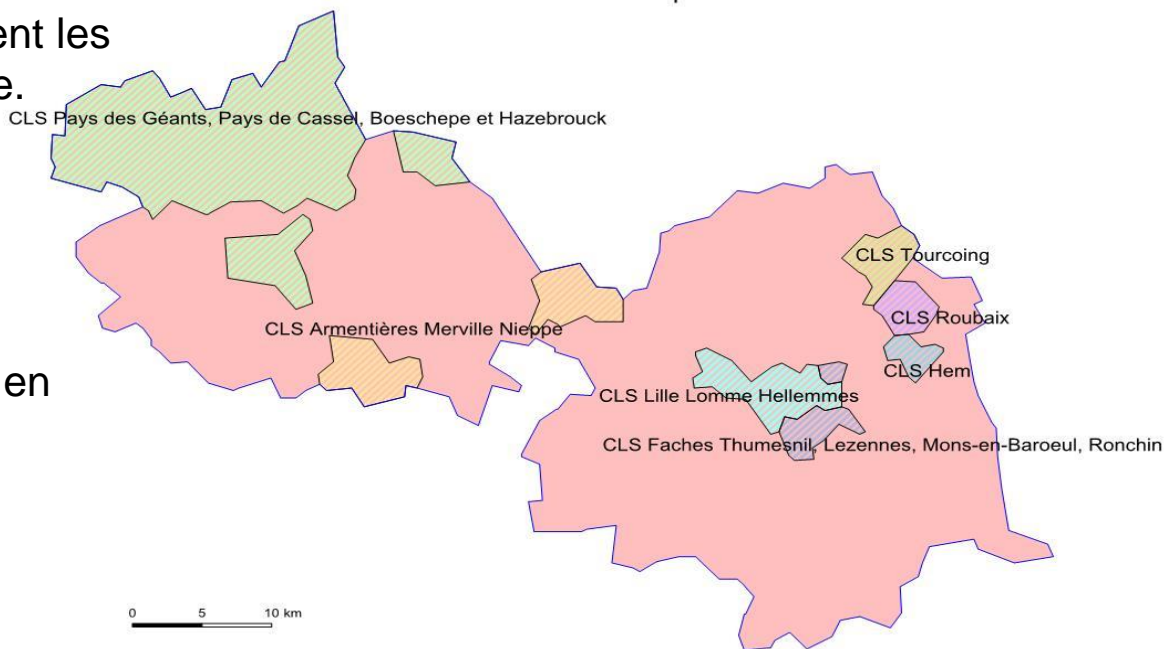 ent les
e.
CLS Pays des Géants, Pays de Cassel, Boeschepe et Hazebrouck
CLS Tourcoing
CLS Roubaix
CLS Armentières Merville Nieppe
CLS Hem
en
CLS Lille Lomme Hellemmes
CLS Faches Thumesnil, Lezennes, Mons-en-Baroeul, Ronchin
0 5 10 km